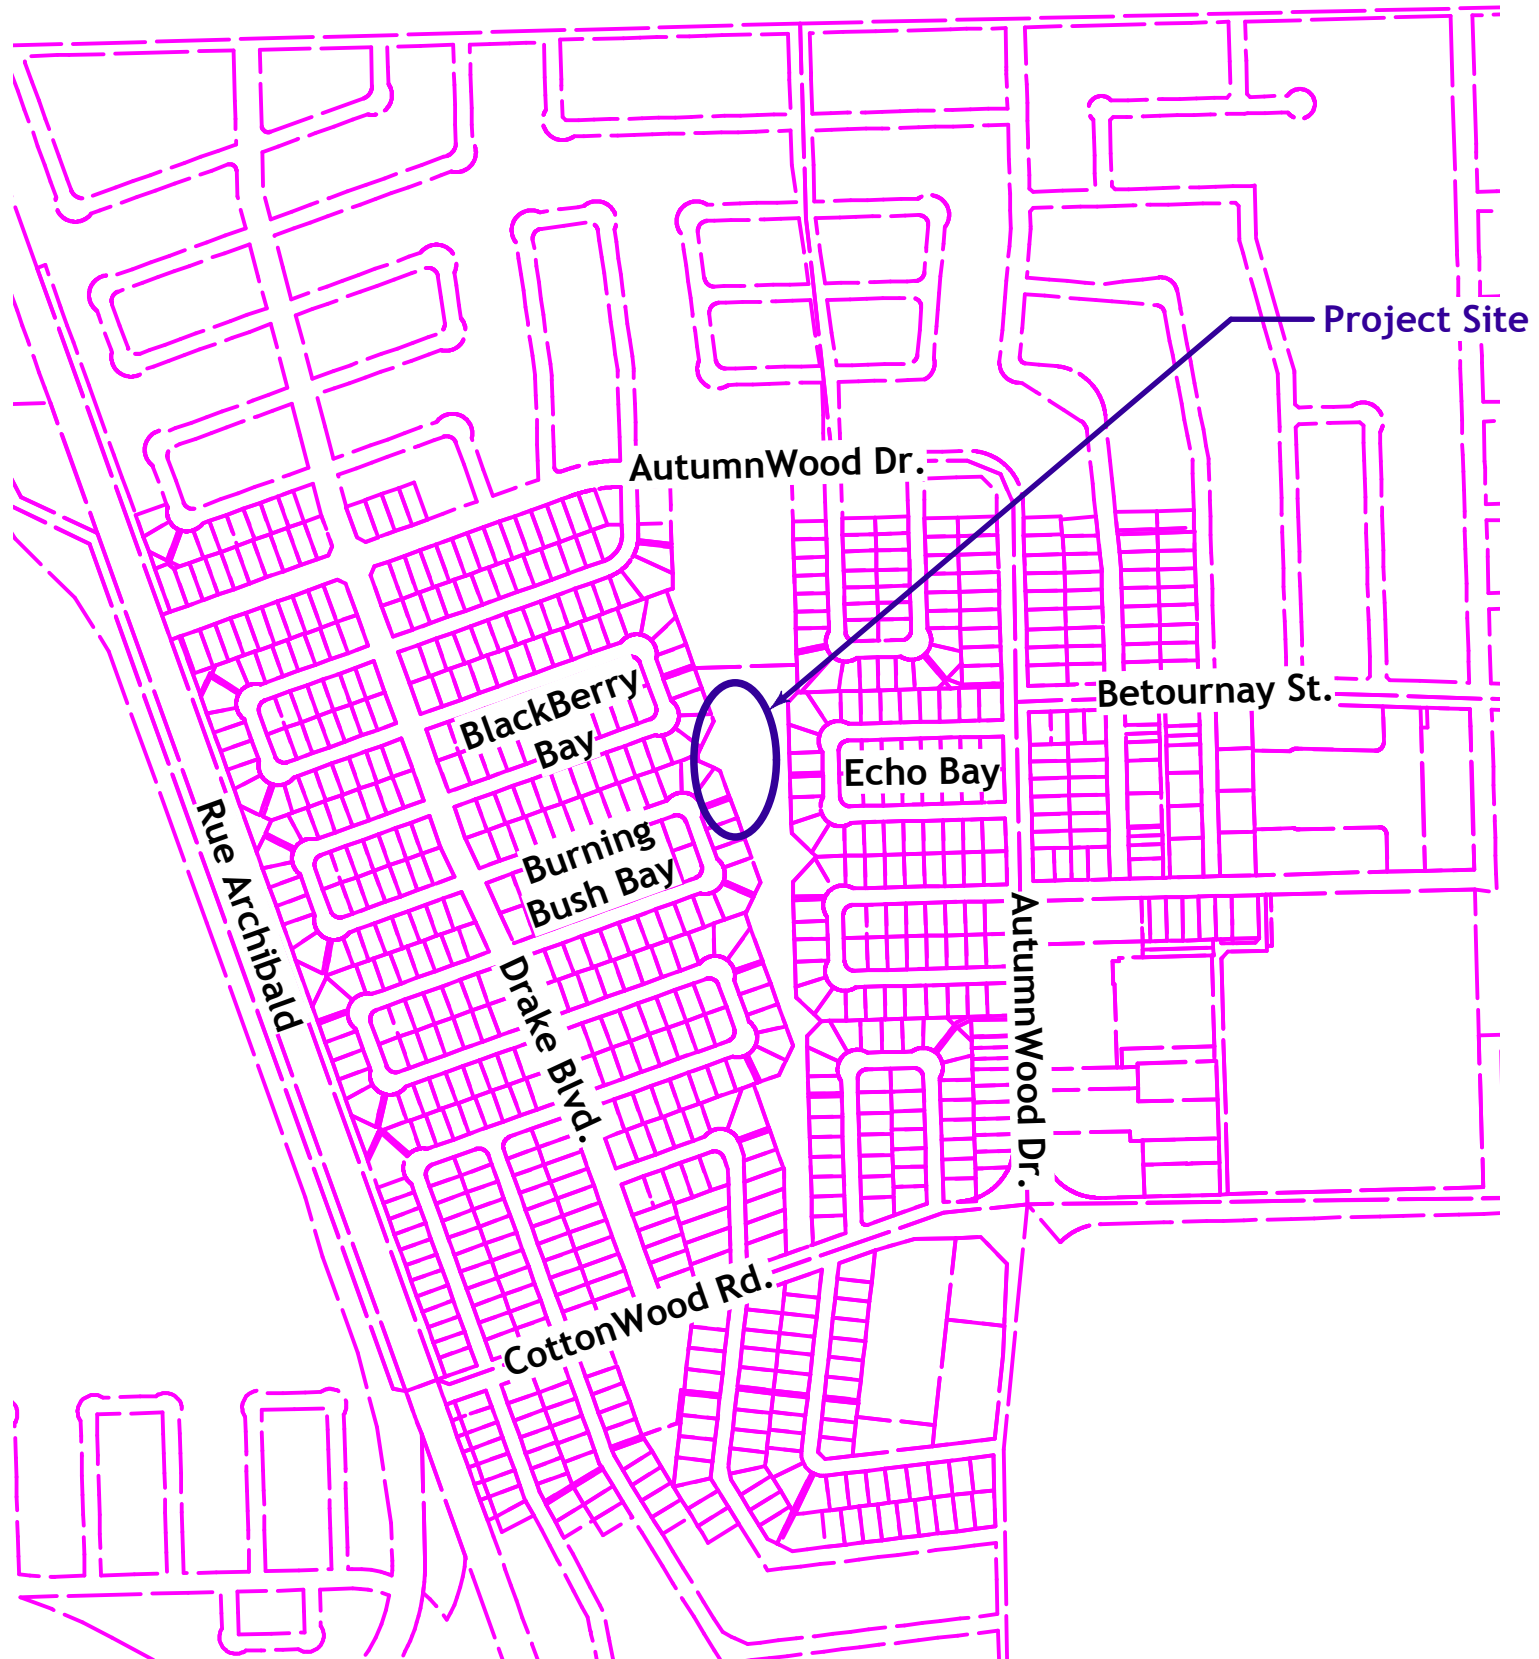 Project Site
AutumnWood Dr.
BlackBerry
Bay
Betournay St.
Echo Bay
Burning
Bush Bay
Rue Archibald
Drake Blvd.
AutumnWood Dr.
CottonWood Rd.